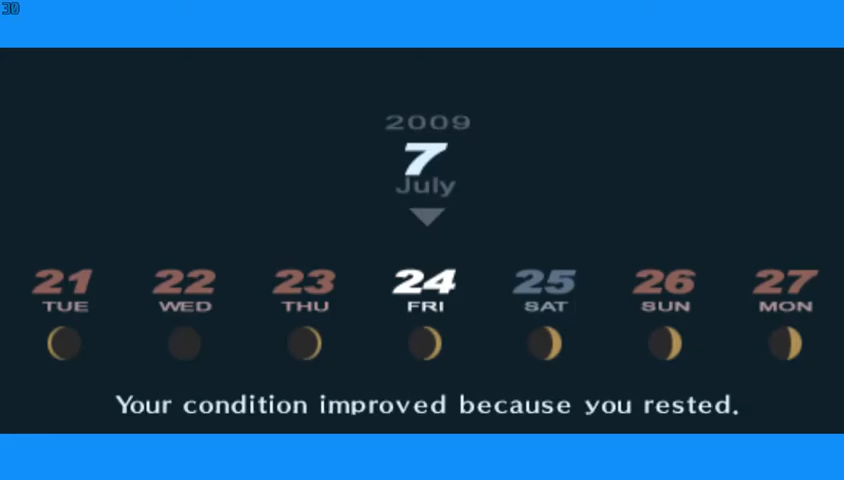 30
2009
7
July
21 22 23 24 25 26 27
TUE WED THU FRI SAT SUN MON
Your condition improved because you rested.